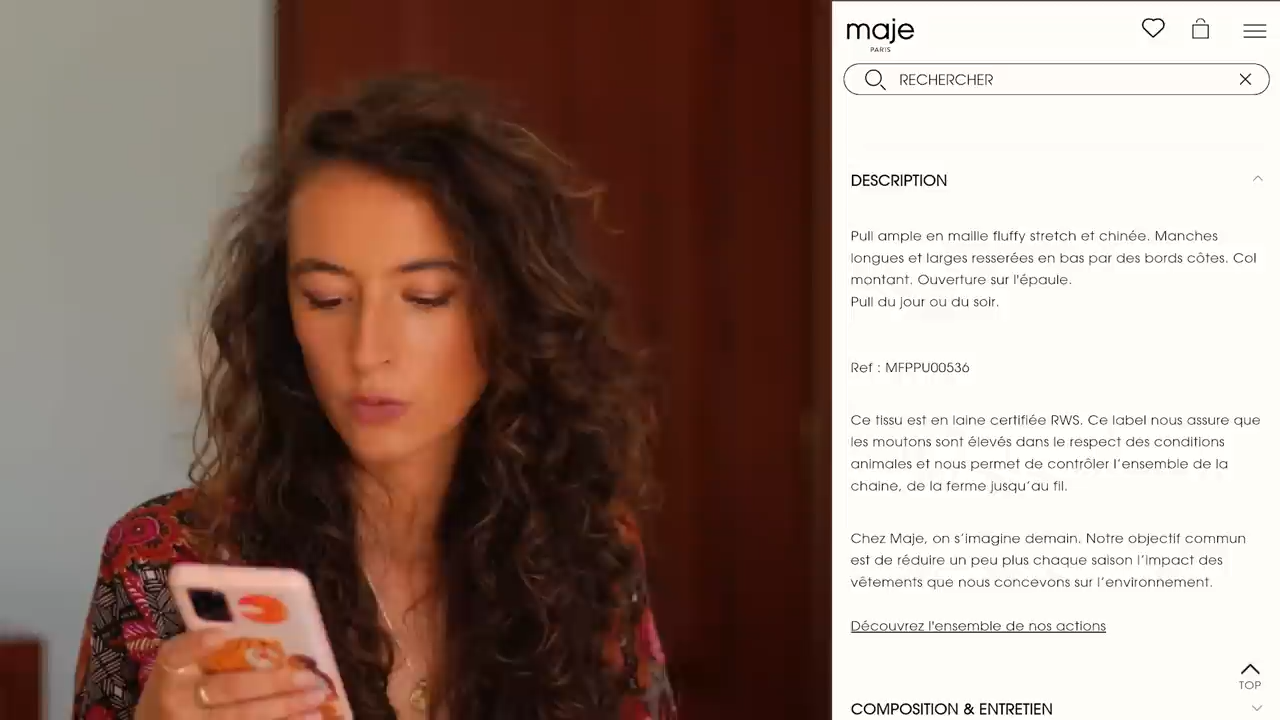 maje
PARIS
RECHERCHER
DESCRIPTION
Pull ample en maille fluffy stretch et chinée. Manches
longues et larges resserées en bas par des bords côtes. Col
montant. Ouverture sur l'épaule.
Pull du jour ou du soir.
Ref : MFPPU00536
Ce tissu est en laine certifiée RWS. Ce label nous assure que
les moutons sont élevés dans le respect des conditions
animales et nous permet de contrôler l'ensemble de la
chaine, de la ferme jusqu'au fil.
Chez Maje, on s'imagine demain. Notre objectif commun
est de réduire un peu plus chaque saison l'impact des
vêtements que nous concevons sur l'environnement.
Découvrez l'ensemble de nos actions
TOP
COMPOSITION & ENTRETIEN